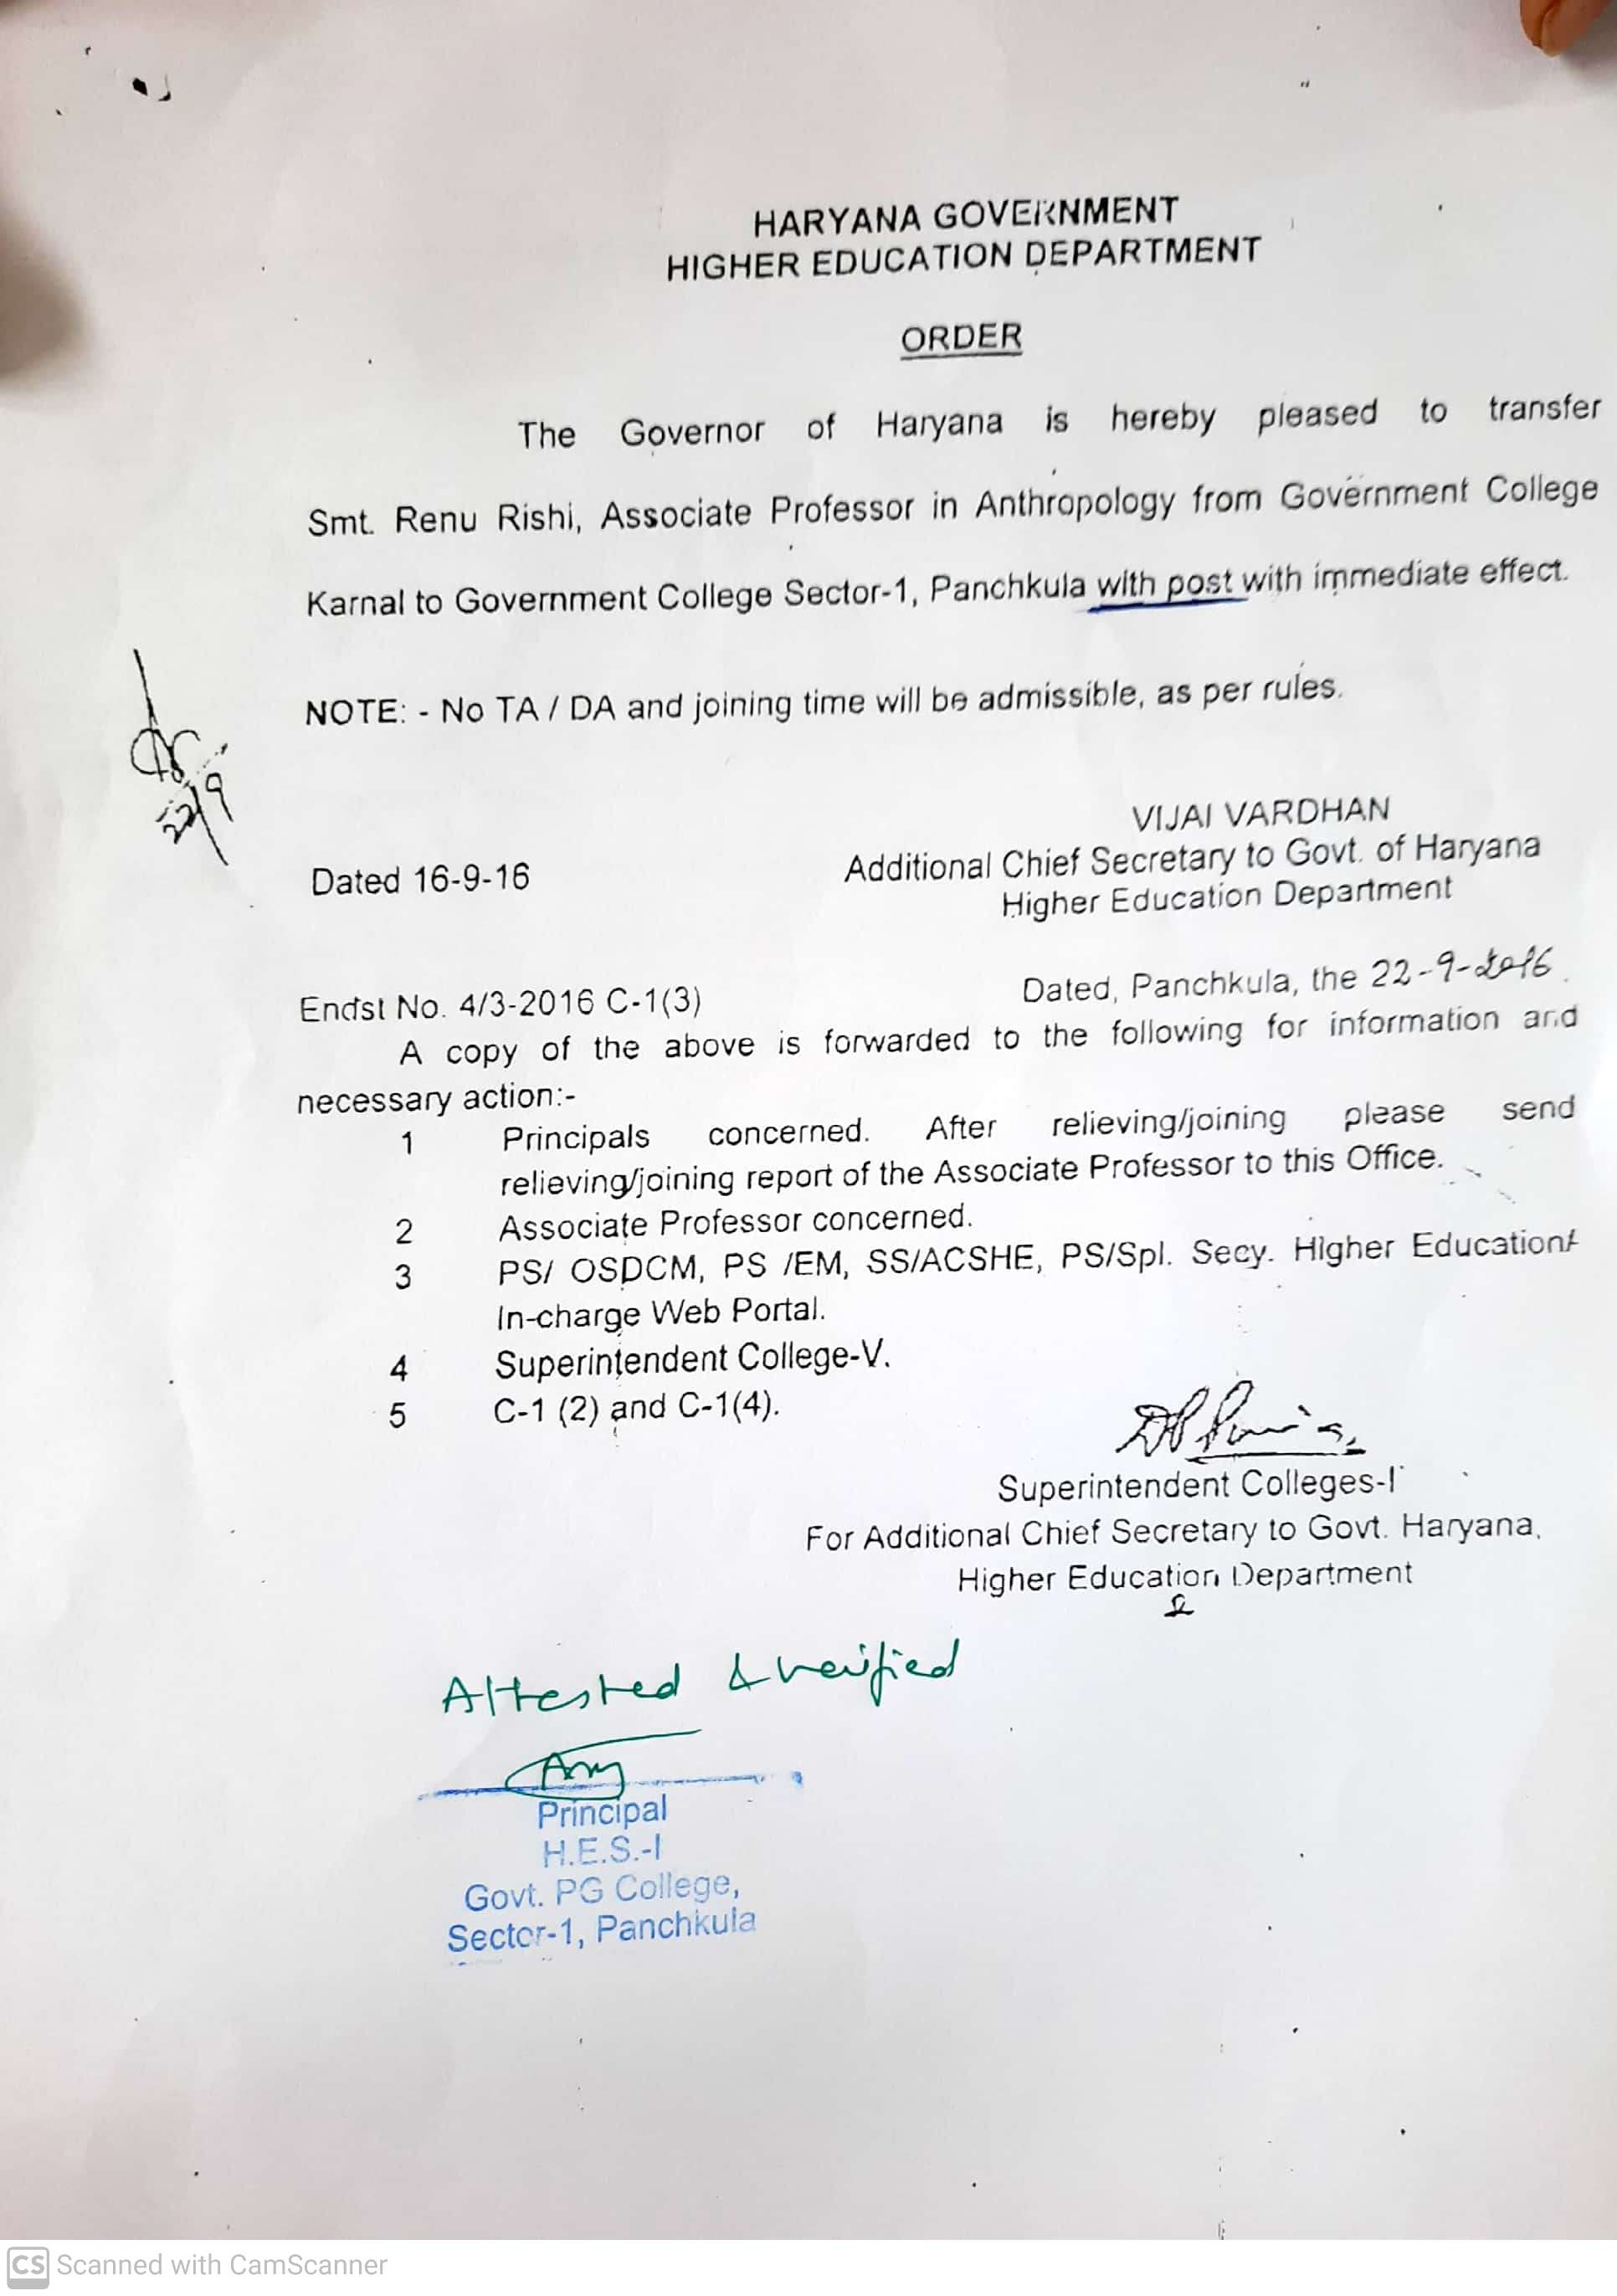 HARYANA GOVERNMENT
HIGHER EDUCATION DEPARTMENT
ORDER
The Governor of Haryana is hereby pleased to transfer
Smt. Renu Rishi, Associate Professor in Anthropology from Government College
Karnal to Government College Sector-1, Panchkula with post with immediate effect.
NOTE: - No TA / DA and joining time will be admissible, as per rules.
22/9
VIJAI VARDHAN
Additional Chief Secretary to Govt. of Haryana
Dated 16-9-16
Higher Education Department
Endst No. 4/3-2016 C-1(3) Dated, Panchkula, the 22-9-2016.
A copy of the above is forwarded to the following for information and
necessary action:-
1 Principals concerned. After relieving/joining please send
relieving/joining report of the Associate Professor to this Office.
2 Associate Professor concerned.
3 PS/ OSDCM, PS /EM, SS/ACSHE, PS/Spl. Secy. Higher Education/
In-charge Web Portal.
4 Superintendent College-V.
5 C-1 (2) and C-1(4).
Superintendent Colleges-I
For Additional Chief Secretary to Govt. Haryana,
Higher Education Department
Attested & verified
Principal
H.E.S.-I
Govt. PG College,
Sector-1, Panchkula
CS Scanned with CamScanner